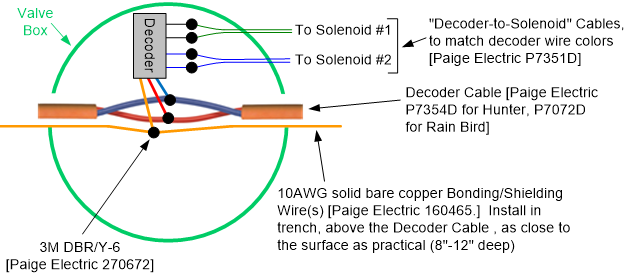 Valve
Box
Decoder
To Solenoid #1
To Solenoid #2
"Decoder-to-Solenoid" Cables,
to match decoder wire colors
[Paige Electric P7351D]
Decoder Cable [Paige Electric
P7354D for Hunter, P7072D
for Rain Bird]
10AWG solid bare copper Bonding/Shielding
Wire(s) [Paige Electric 160465.] Install in
trench, above the Decoder Cable , as close to
the surface as practical (8"-12" deep)
3M DBR/Y-6
[Paige Electric 270672]